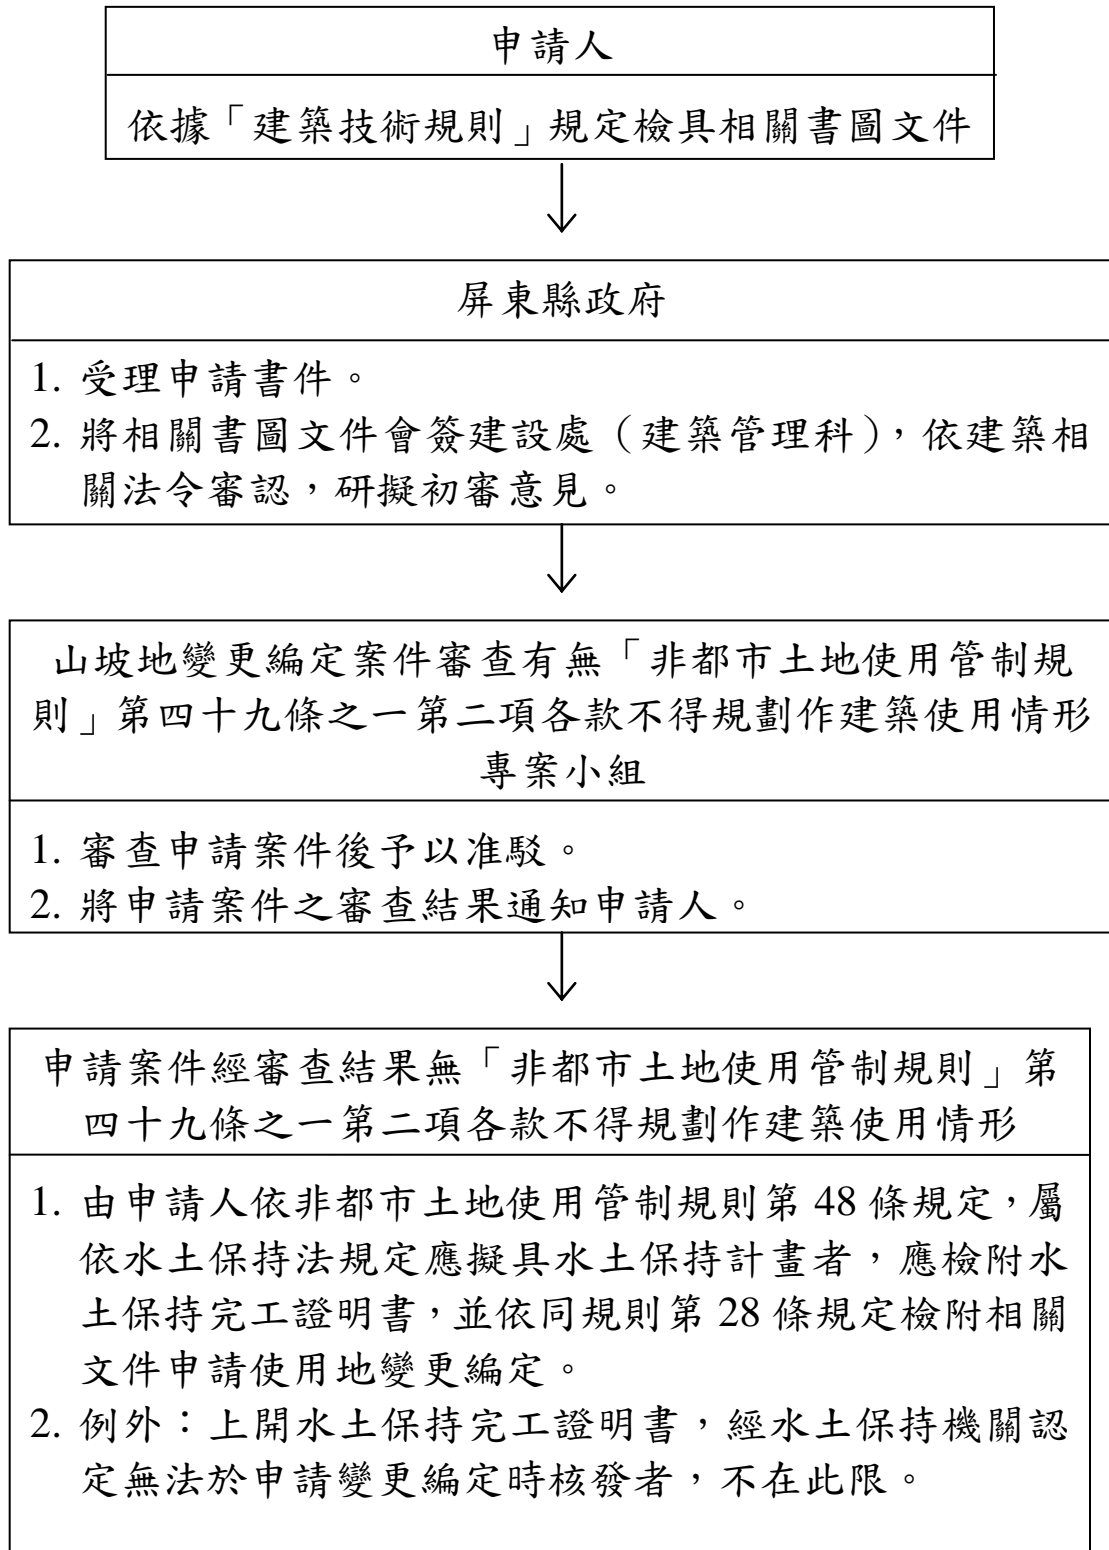 申請人
依據「建築技術規則」規定檢具相關書圖文件
屏東縣政府
1. 受理申請書件。
2. 將相關書圖文件會簽建設處（建築管理科），依建築相
關法令審認，研擬初審意見。
山坡地變更編定案件審查有無「非都市土地使用管制規
則」第四十九條之一第二項各款不得規劃作建築使用情形
專案小組
1. 審查申請案件後予以准駁。
2. 將申請案件之審查結果通知申請人。
申請案件經審查結果無「非都市土地使用管制規則」第
四十九條之一第二項各款不得規劃作建築使用情形
1. 由申請人依非都市土地使用管制規則第 48 條規定，屬
依水土保持法規定應擬具水土保持計畫者，應檢附水
土保持完工證明書，並依同規則第 28 條規定檢附相關
文件申請使用地變更編定。
2. 例外：上開水土保持完工證明書，經水土保持機關認
定無法於申請變更編定時核發者，不在此限。